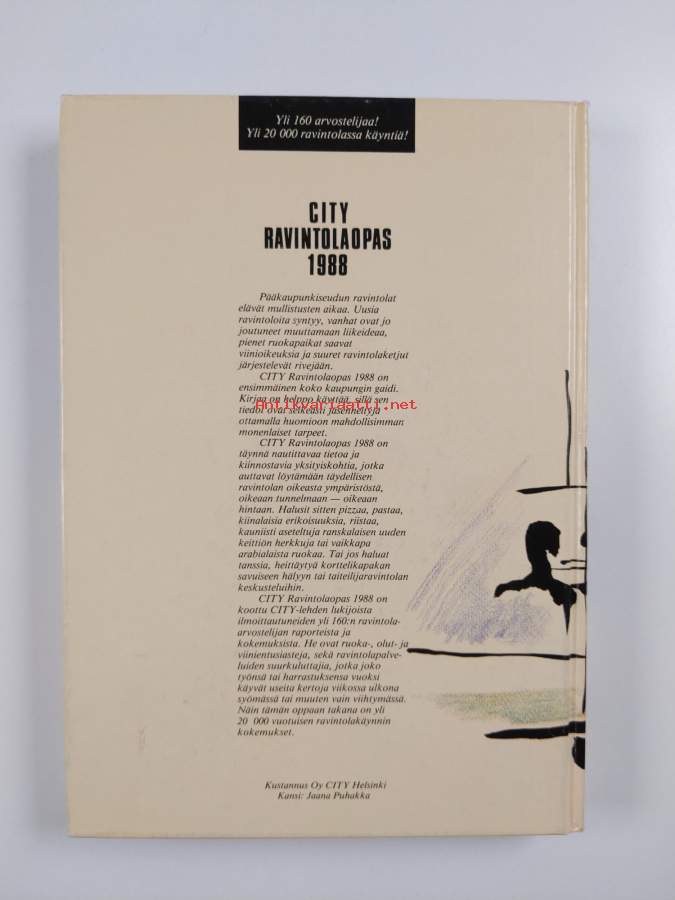 Yli 160 arvostelijaa!
Yli 20 000 ravintolassa käyntiä!
CITY
RAVINTOLAOPAS
1988
Pääkaupunkiseudun ravintolat
elävät mullistusten aikaa. Uusia
ravintoloita syntyy, vanhat ovat jo
joutuneet muuttamaan liikeideaa,
pienet ruokapaikat saavat
viinioikeuksia ja suuret ravintolaketjut
järjestelevät rivejään.
CITY Ravintolaopas 1988 on
ensimmäinen koko kaupungin gaidi.
Kirjaa on helppo käyttää, sillä sen
antikvariaatti.net
tiedot ovat selkeästi jäsenneltyjä
ottamalla huomioon mahdollisimman
monenlaiset tarpeet.
CITY Ravintolaopas 1988 on
täynnä nautittavaa tietoa ja
kiinnostavia yksityiskohtia, jotka
auttavat löytämään täydellisen
ravintolan oikeasta ympäristöstä,
oikeaan tunnelmaan — oikeaan
hintaan. Halusit sitten pizzaa, pastaa,
kiinalaisia erikoisuuksia, riistaa,
kauniisti aseteltuja ranskalaisen uuden
keittiön herkkuja tai vaikkapa
arabialaista ruokaa. Tai jos haluat
tanssia, heittäytyä korttelikapakan
savuiseen hälyyn tai taiteilijaravintolan
keskusteluihin.
CITY Ravintolaopas 1988 on
koottu CITY-lehden lukijoista
ilmoittautuneiden yli 160:n ravintola-
arvostelijan raporteista ja
kokemuksista. He ovat ruoka-, olut- ja
viinientusiasteja, sekä ravintolapalve-
luiden suurkuluttajia, jotka joko
työnsä tai harrastuksensa vuoksi
käyvät useita kertoja viikossa ulkona
syömässä tai muuten vain viihtymässä.
Näin tämän oppaan takana on yli
20 000 vuotuisen ravintolakäynnin
kokemukset.
Kustannus Oy CITY Helsinki
Kansi: Jaana Puhakka